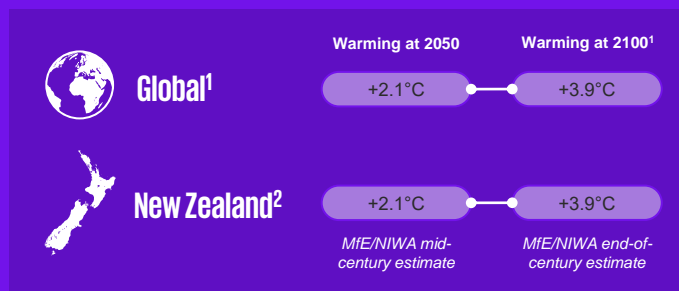 Warming at 2050 Warming at 2100¹
Global¹ +2.1°C +3.9°C
New Zealand² +2.1°C +3.9°C
MfE/NIWA mid- MfE/NIWA end-of-
century estimate century estimate